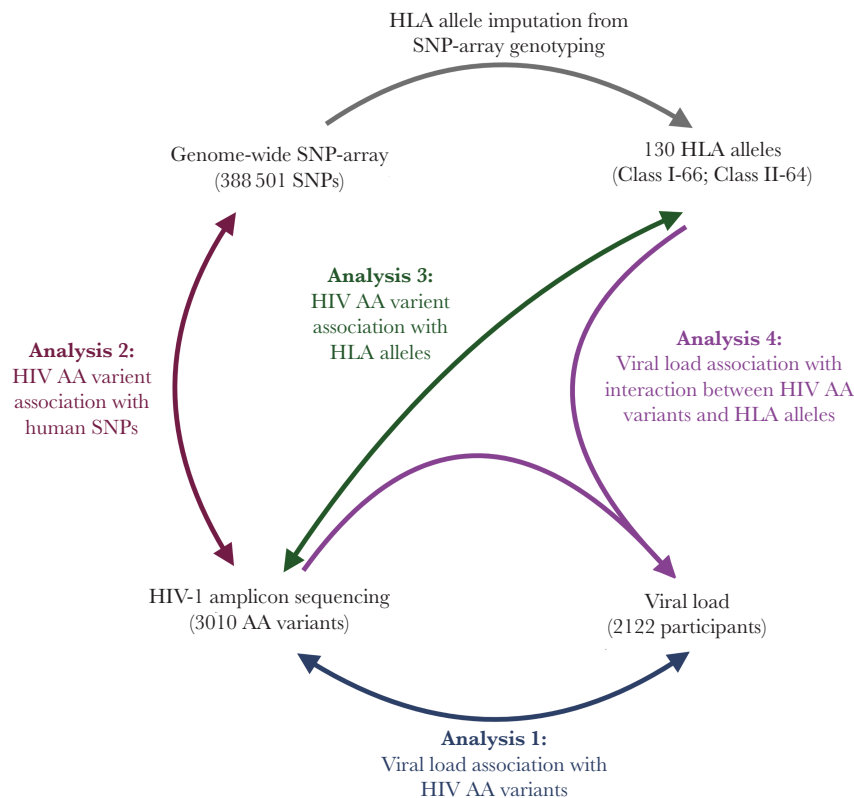 HLA allele imputation from
SNP-array genotyping
Genome-wide SNP-array
(388 501 SNPs)
130 HLA alleles
(Class I-66; Class II-64)
Analysis 3:
HIV AA varient
association with
HLA alleles
Analysis 2:
HIV AA varient
association with
human SNPs
Analysis 4:
Viral load association with
interaction between HIV AA
variants and HLA alleles
HIV-1 amplicon sequencing
(3010 AA variants)
Viral load
(2122 participants)
Analysis 1:
Viral load association with
HIV AA variants